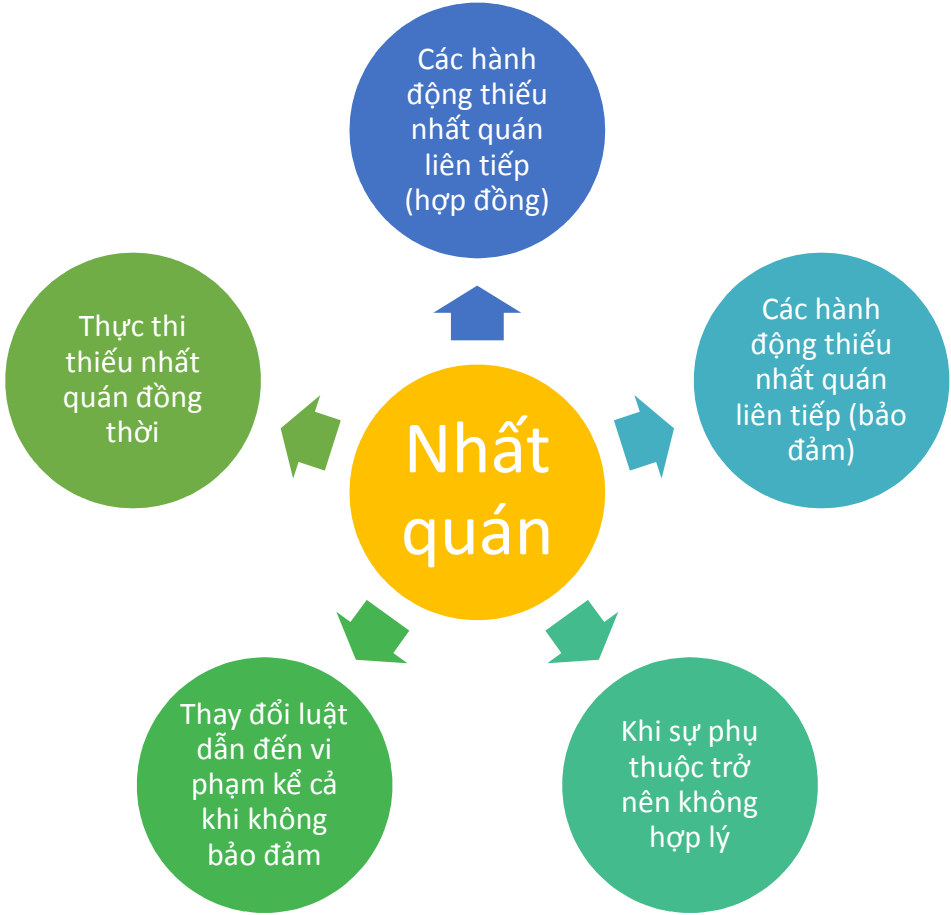 Các hành
động thiếu
nhất quán
liên tiếp
(hợp đồng)
Các hành
động thiếu
nhất quán
liên tiếp (bảo
đảm)
Khi sự phụ
thuộc trở
nên không
hợp lý
Thay đổi luật
dẫn đến vi
phạm kể cả
khi không
bảo đảm
Thực thi
thiếu nhất
quán đồng
thời
Nhất
quán